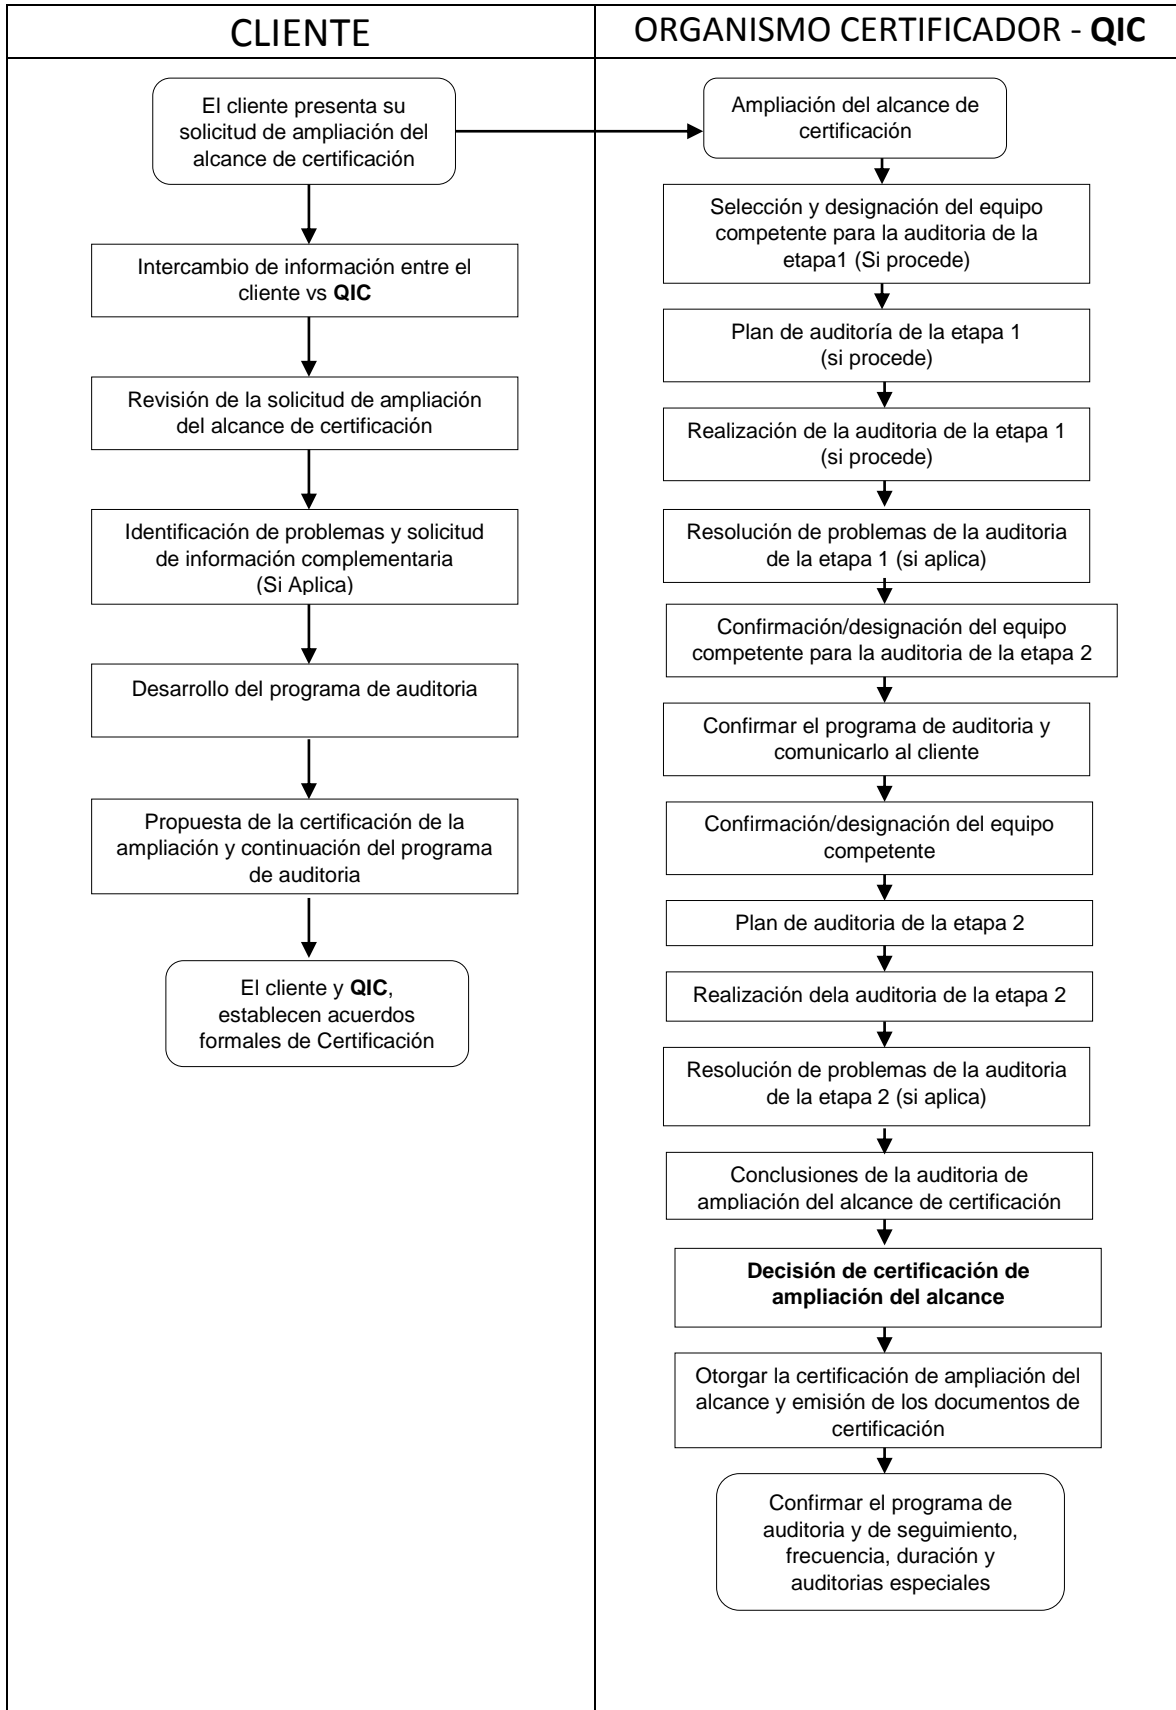 CLIENTE
El cliente presenta su
solicitud de ampliación del
alcance de certificación
Intercambio de información entre el
cliente vs QIC
Revisión de la solicitud de ampliación
del alcance de certificación
Identificación de problemas y solicitud
de información complementaria
(Si Aplica)
Desarrollo del programa de auditoria
Propuesta de la certificación de la
ampliación y continuación del programa
de auditoria
El cliente y QIC,
establecen acuerdos
formales de Certificación
ORGANISMO CERTIFICADOR - QIC
Ampliación del alcance de
certificación
Selección y designación del equipo
competente para la auditoria de la
etapa1 (Si procede)
Plan de auditoría de la etapa 1
(si procede)
Realización de la auditoria de la etapa 1
(si procede)
Resolución de problemas de la auditoria
de la etapa 1 (si aplica)
Confirmación/designación del equipo
competente para la auditoria de la etapa 2
Confirmar el programa de auditoria y
comunicarlo al cliente
Confirmación/designación del equipo
competente
Plan de auditoria de la etapa 2
Realización dela auditoria de la etapa 2
Resolución de problemas de la auditoria
de la etapa 2 (si aplica)
Conclusiones de la auditoria de
ampliación del alcance de certificación
Decisión de certificación de
ampliación del alcance
Otorgar la certificación de ampliación del
alcance y emisión de los documentos de
certificación
Confirmar el programa de
auditoria y de seguimiento,
frecuencia, duración y
auditorias especiales